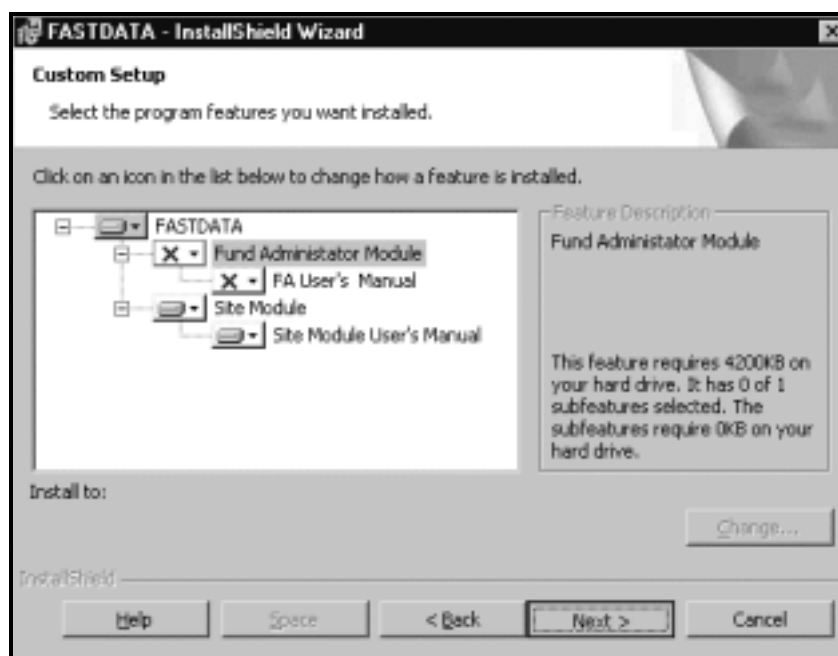 FASTDATA - InstallShield Wizard
Custom Setup
Select the program features you want installed.
Click on an icon in the list below to change how a feature is installed.
FASTDATA
Fund Administator Module
FA User's Manual
Site Module
Site Module User's Manual
Feature Description
Fund Administator Module
This feature requires 4200KB on
your hard drive. It has 0 of 1
subfeatures selected. The
subfeatures require 0KB on your
hard drive.
Install to:
Change...
InstallShield
Help
Space
< Back
Next >
Cancel